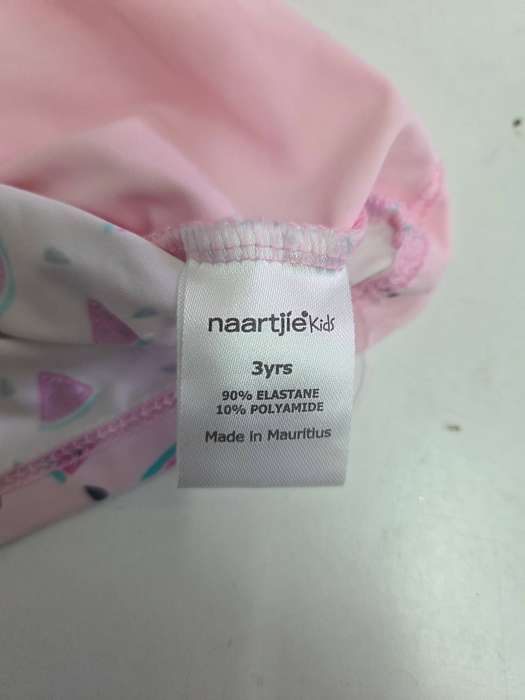 naartjie Kids
3yrs
90% ELASTANE
10% POLYAMIDE
Made in Mauritius